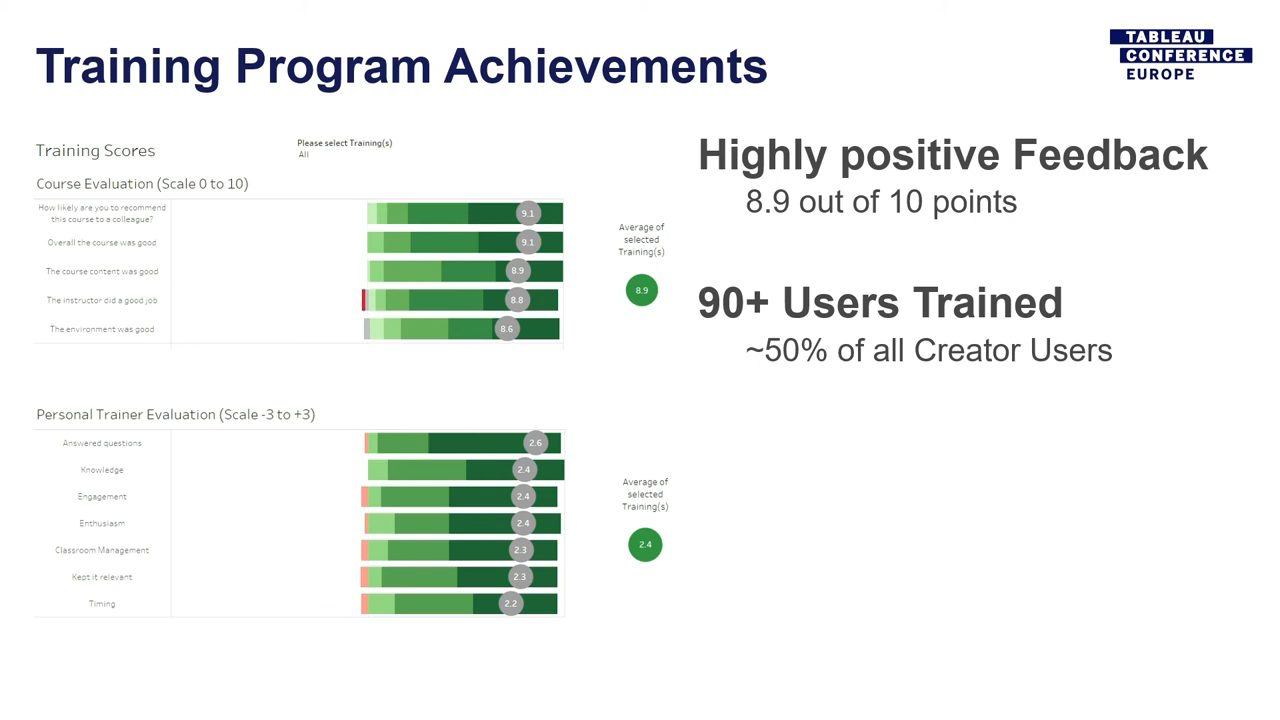 Training Program Achievements
TABLEAU
CONFERENCE
EUROPE
Training Scores
Please select Training(s)
All
Course Evaluation (Scale 0 to 10)
How likely are you to recommend
this course to a colleague?
9.1
Overall the course was good
9.1
The course content was good
8.9
The instructor did a good job
8.8
The environment was good
8.6
Average of
selected
Training(s)
8.9
Personal Trainer Evaluation (Scale -3 to +3)
Answered questions
2.6
Knowledge
2.4
Engagement
2.4
Enthusiasm
2.4
Classroom Management
2.3
Kept it relevant
2.3
Timing
2.2
Average of
selected
Training(s)
2.4
Highly positive Feedback
8.9 out of 10 points
90+ Users Trained
~50% of all Creator Users